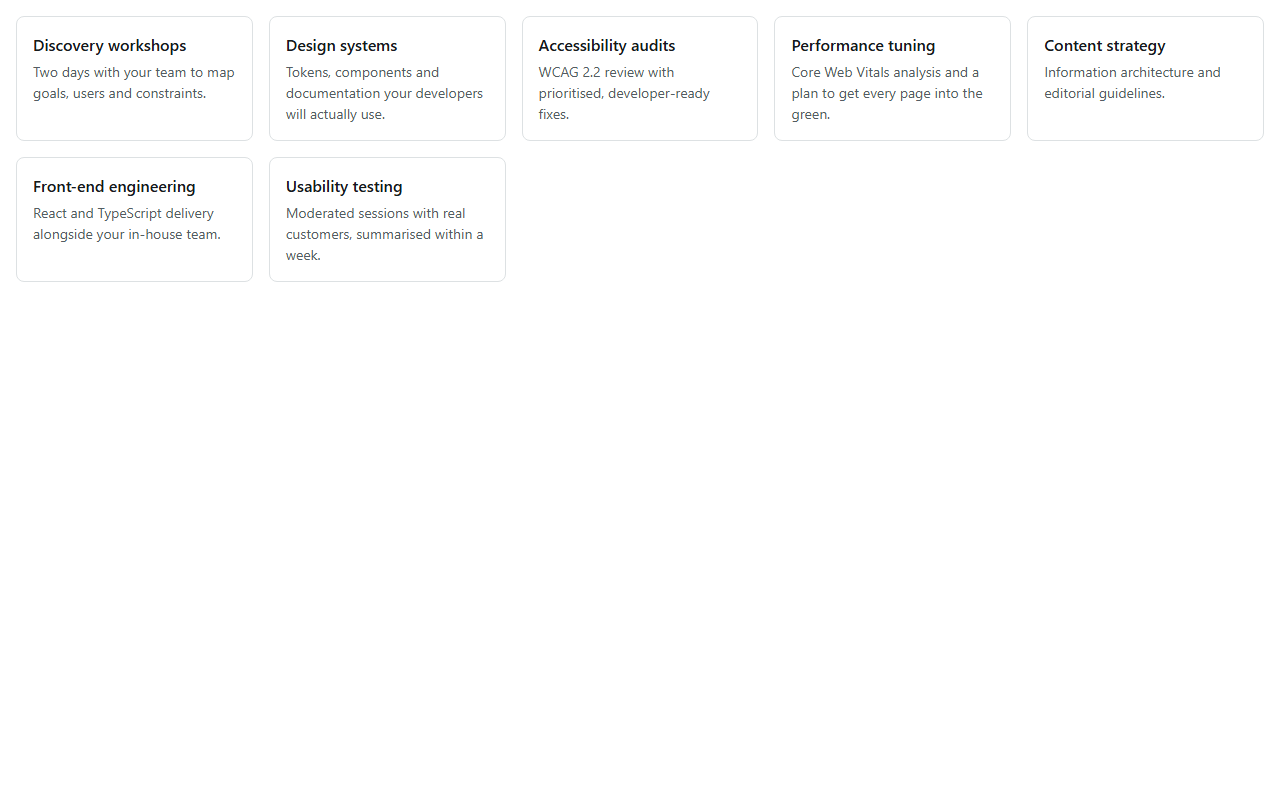 Discovery workshops
Two days with your team to map
goals, users and constraints.
Design systems
Tokens, components and
documentation your developers
will actually use.
Accessibility audits
WCAG 2.2 review with
prioritised, developer-ready
fixes.
Performance tuning
Core Web Vitals analysis and a
plan to get every page into the
green.
Content strategy
Information architecture and
editorial guidelines.
Front-end engineering
React and TypeScript delivery
alongside your in-house team.
Usability testing
Moderated sessions with real
customers, summarised within a
week.